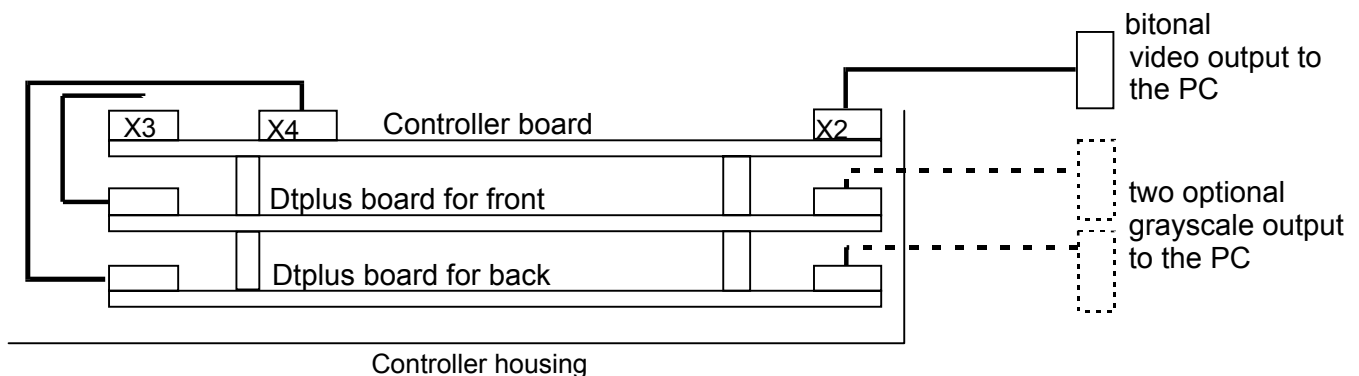 bitonal
video output to
the PC
X3
X4
Controller board
X2
Dtplus board for front
two optional
grayscale output
to the PC
Dtplus board for back
Controller housing